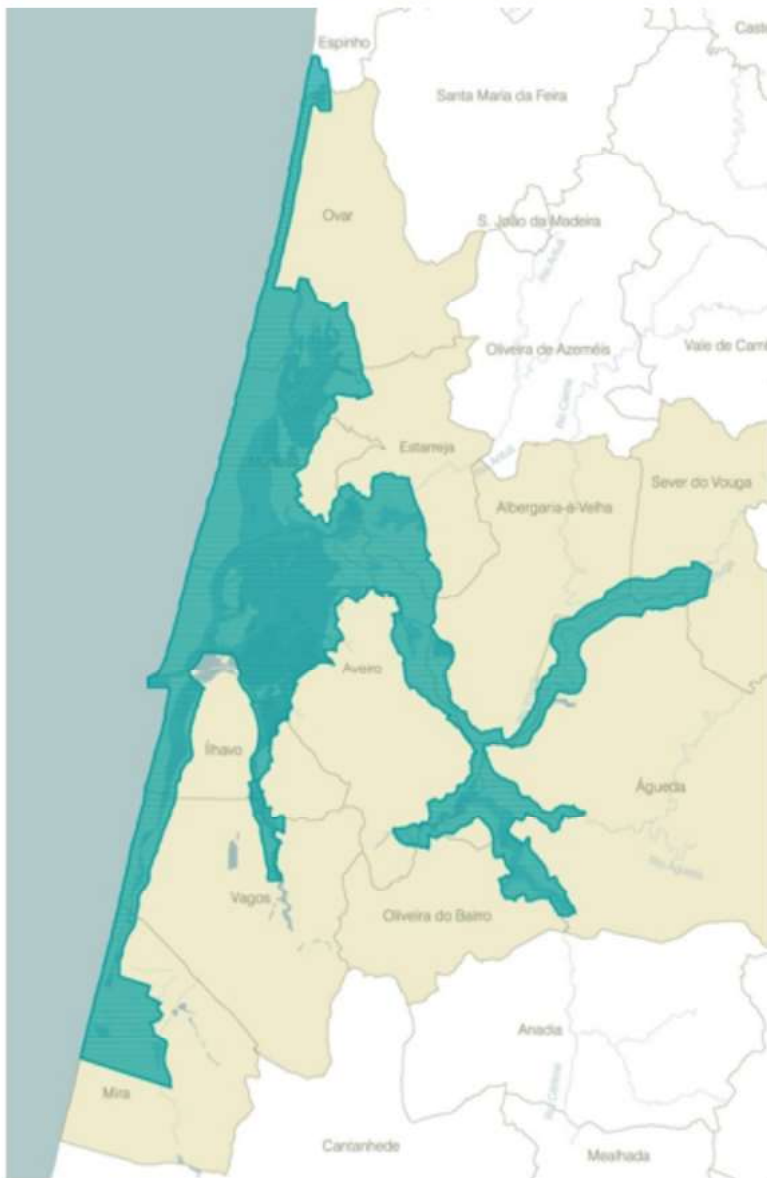 Espinho
Santa Maria da Feira
Ovar
S. João da Madeira
Oliveira de Azeméis
Estarreja
Albergaria-a-Velha
Sever do Vouga
Aveiro
Ílhavo
Águeda
Vagos
Oliveira do Bairro
Anadia
Mira
Cantanhede
Mealhada